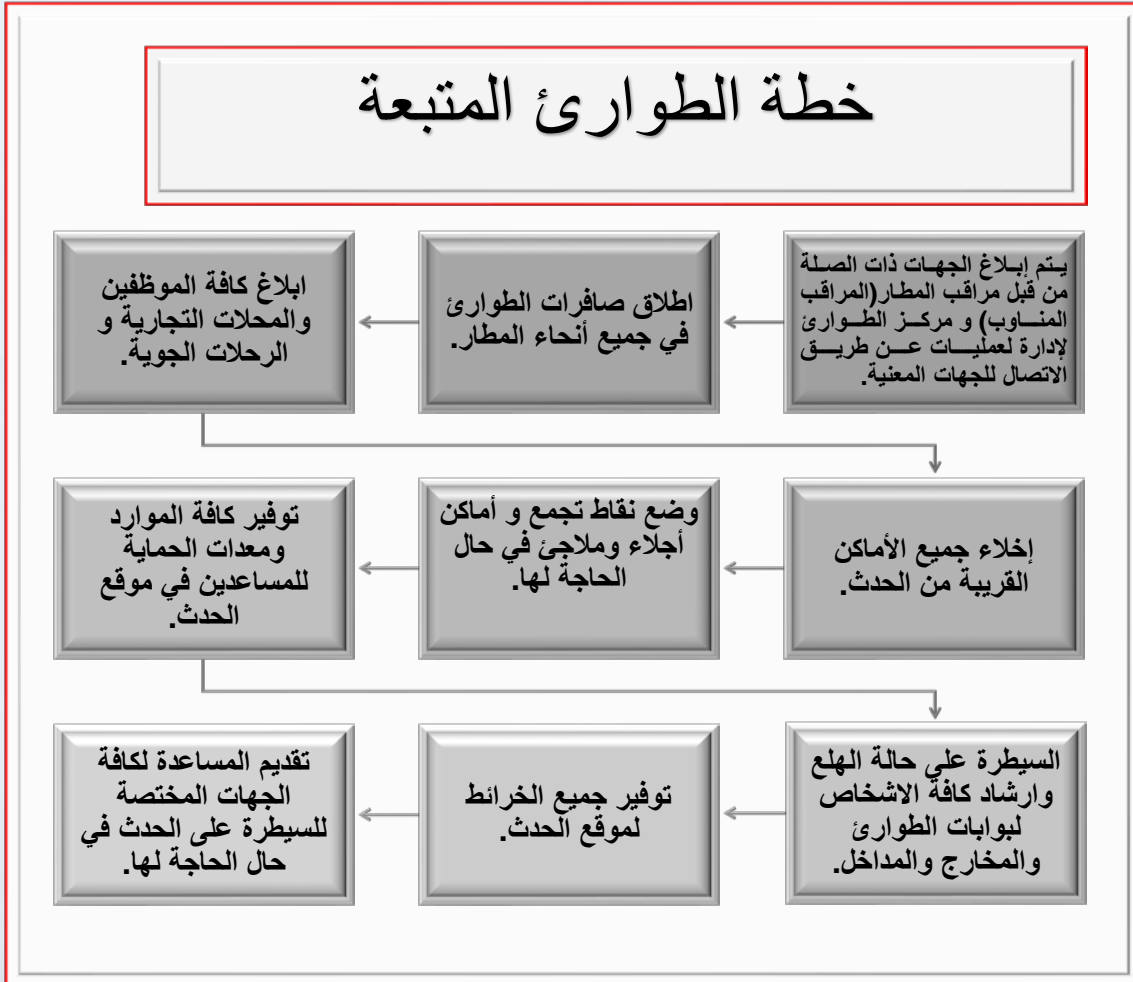 خطة الطوارئ المتبعة
يتم إبلاغ الجهات ذات الصلة
من قبل مراقب المطار(المراقب
المناوب) و مركز الطوارئ
لإدارة لعمليات عن طريق
الاتصال للجهات المعنية.
اطلاق صافرات الطوارئ
في جميع أنحاء المطار.
ابلاغ كافة الموظفين
والمحلات التجارية و
الرحلات الجوية.
إخلاء جميع الأماكن
القريبة من الحدث.
وضع نقاط تجمع و أماكن
أجلاء وملاجئ في حال
الحاجة لها.
توفير كافة الموارد
ومعدات الحماية
للمساعدين في موقع
الحدث.
السيطرة على حالة الهلع
وارشاد كافة الاشخاص
لبوابات الطوارئ
والمخارج والمداخل.
توفير جميع الخرائط
لموقع الحدث.
تقديم المساعدة لكافة
الجهات المختصة
للسيطرة على الحدث في
حال الحاجة لها.